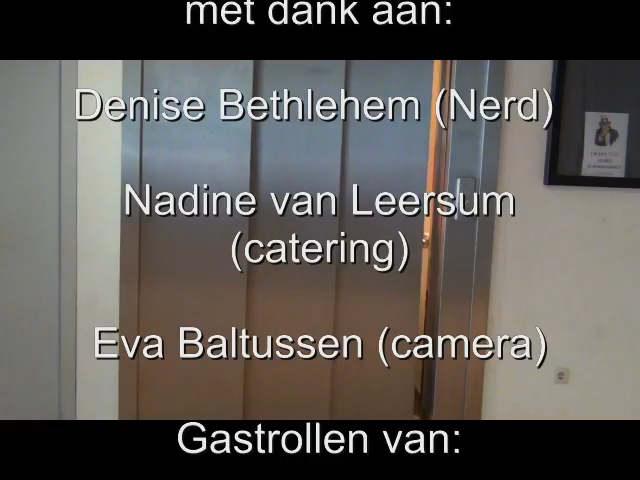 met dank aan:
Denise Bethlehem (Nerd)
Nadine van Leersum
(catering)
Eva Baltussen (camera)
Gastrollen van: